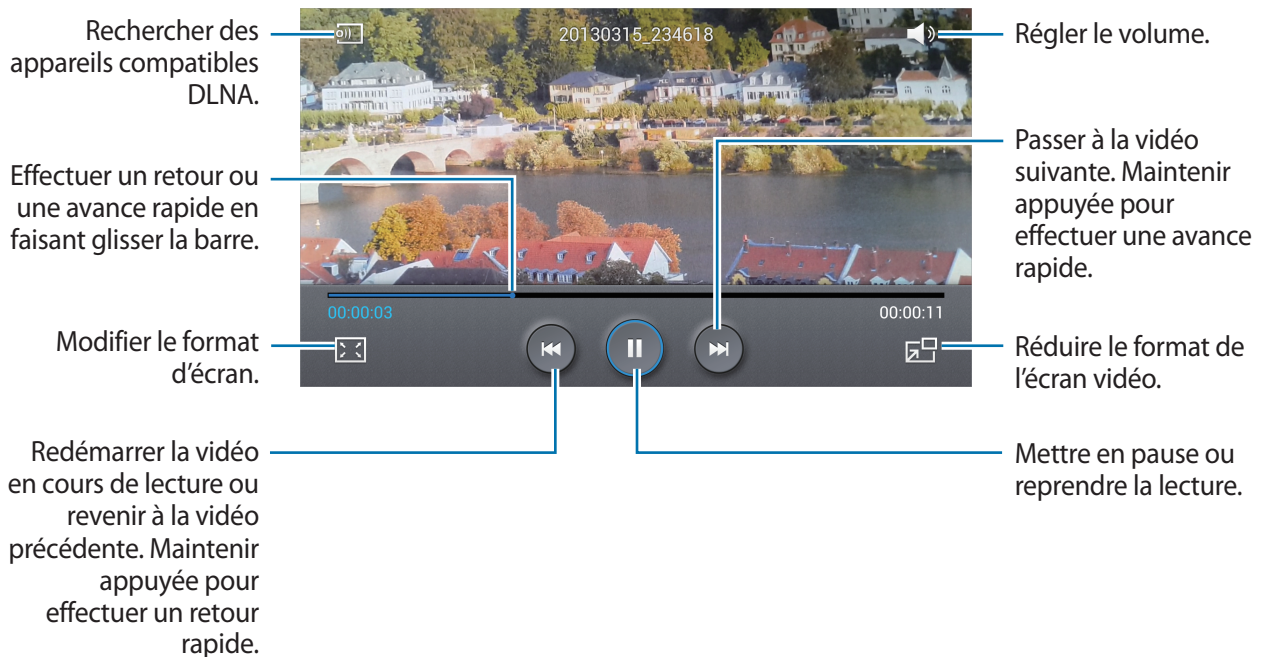 Rechercher des
appareils compatibles
DLNA.
Effectuer un retour ou
une avance rapide en
faisant glisser la barre.
Modifier le format
d'écran.
Redémarrer la vidéo
en cours de lecture ou
revenir à la vidéo
précédente. Maintenir
appuyée pour
effectuer un retour
rapide.
20130315_234618
00:00:03
00:00:11
Régler le volume.
Passer à la vidéo
suivante. Maintenir
appuyée pour
effectuer une avance
rapide.
Réduire le format de
l'écran vidéo.
Mettre en pause ou
reprendre la lecture.